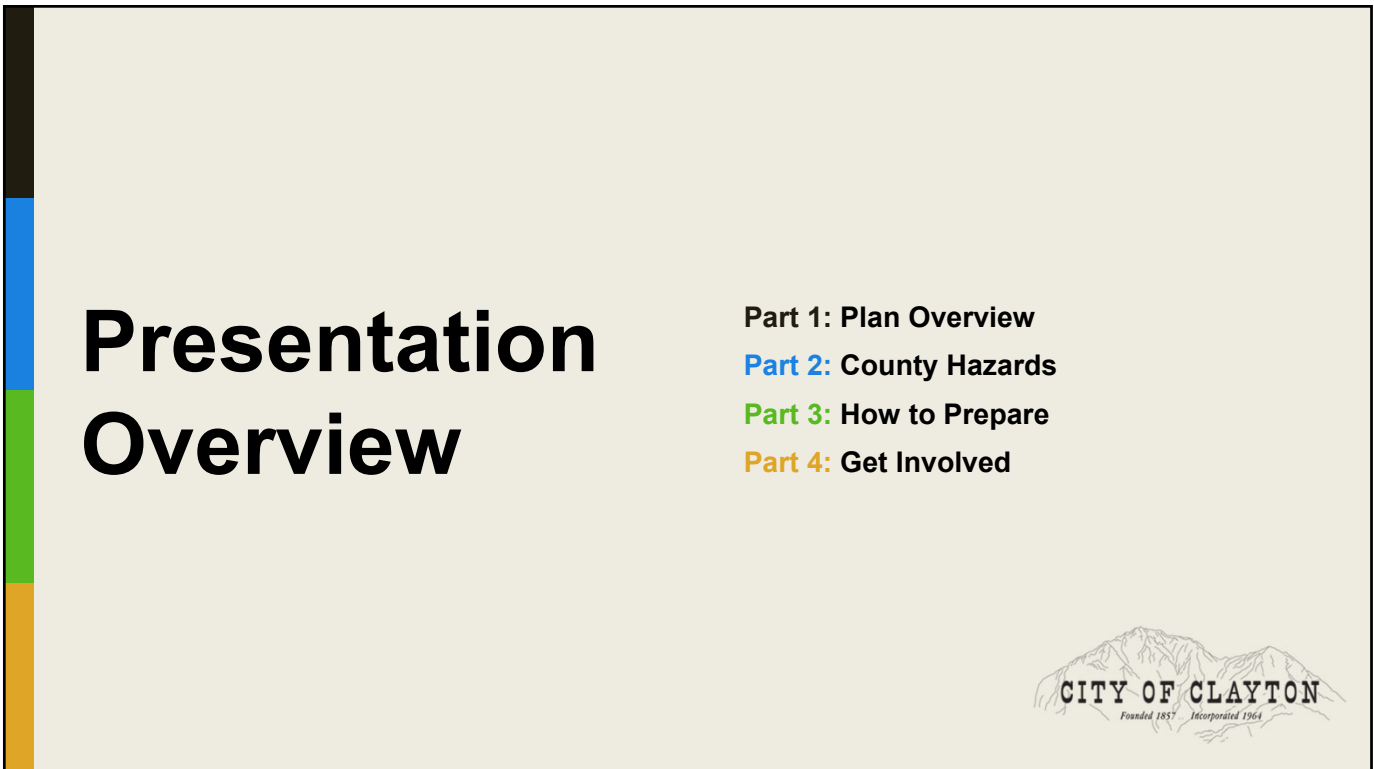 Presentation
Overview
Part 1: Plan Overview
Part 2: County Hazards
Part 3: How to Prepare
Part 4: Get Involved
CITY OF CLAYTON
Founded 1857 Incorporated 1964